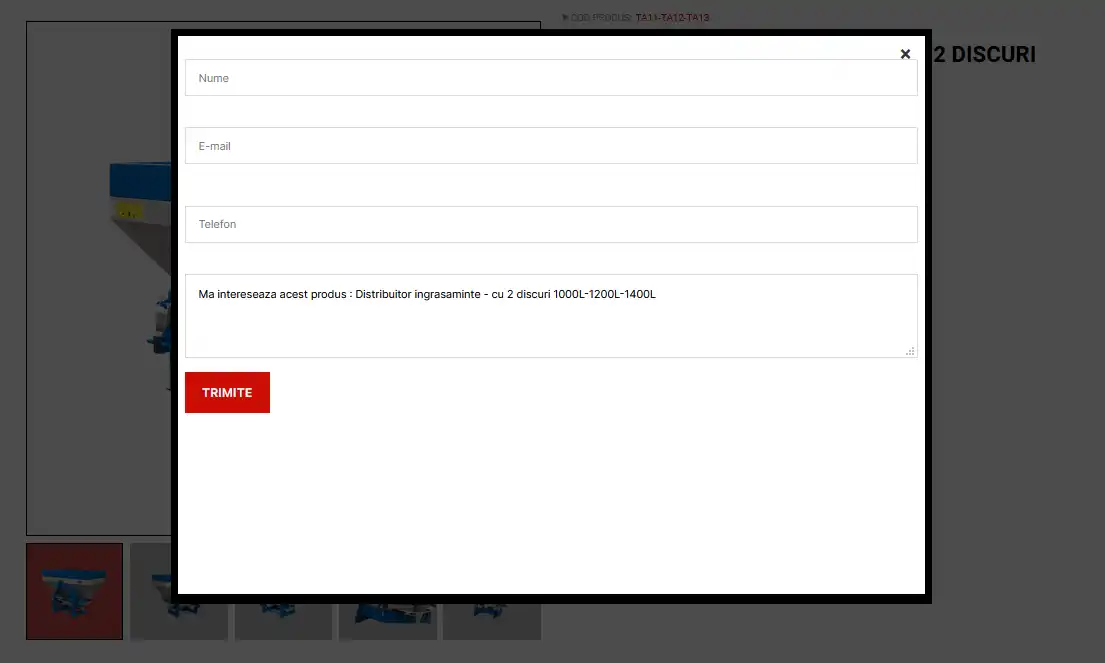 COD PRODUS: TA11-TA12-TA13
2 DISCURI
×
Nume
E-mail
Telefon
Ma intereseaza acest produs : Distribuitor ingrasaminte - cu 2 discuri 1000L-1200L-1400L
TRIMITE